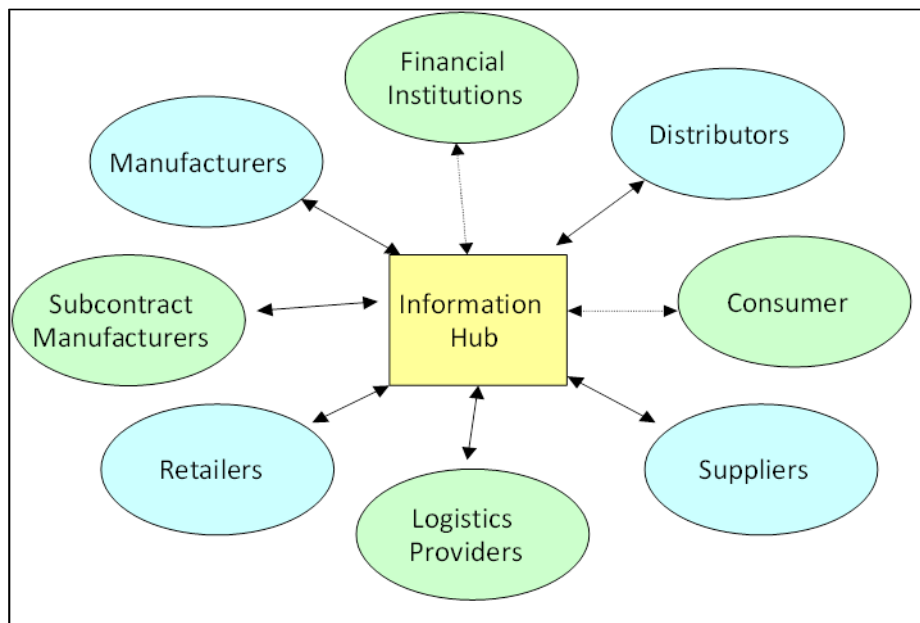 Financial
Institutions
Manufacturers
Distributors
Subcontract
Manufacturers
Information
Hub
Consumer
Retailers
Suppliers
Logistics
Providers